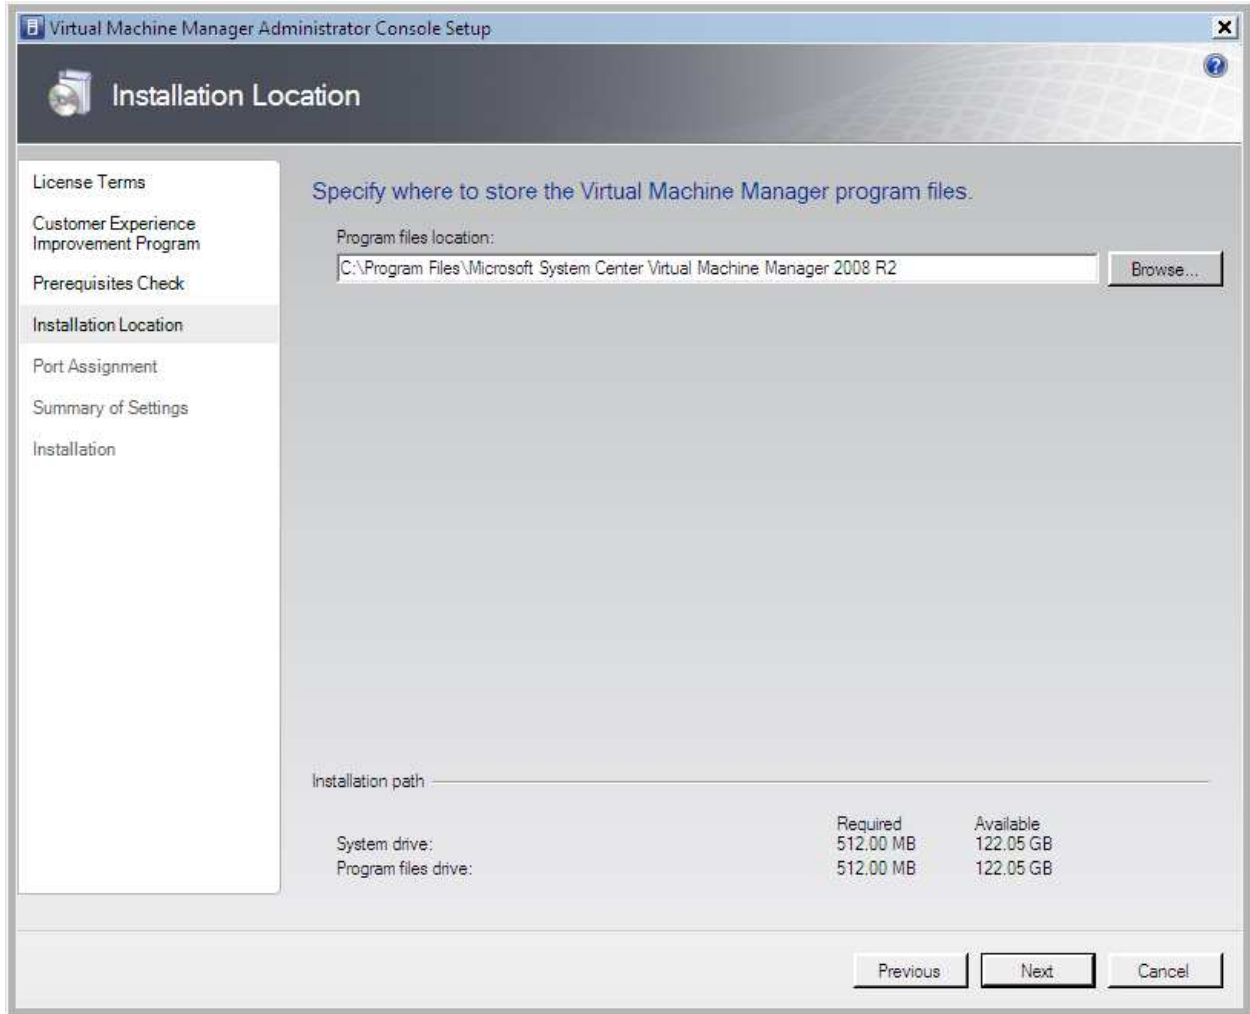 Virtual Machine Manager Administrator Console Setup
Installation Location
License Terms
Customer Experience
Improvement Program
Prerequisites Check
Installation Location
Port Assignment
Summary of Settings
Installation
Specify where to store the Virtual Machine Manager program files.
Program files location:
C:\Program Files\Microsoft System Center Virtual Machine Manager 2008 R2
Browse...
Installation path
Required Available
System drive: 512.00 MB 122.05 GB
Program files drive: 512.00 MB 122.05 GB
Previous Next Cancel